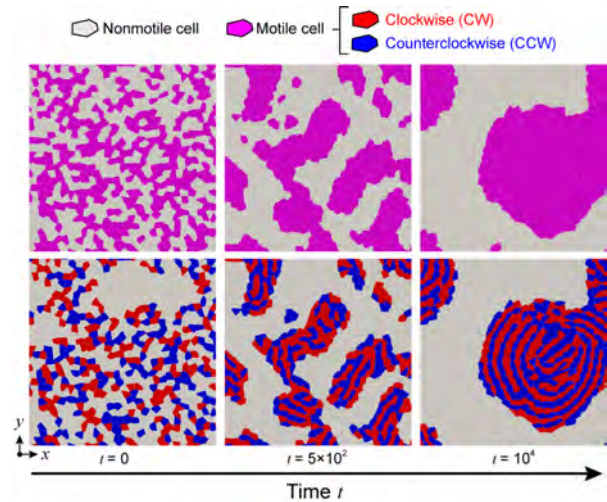 Nonmotile cell
Motile cell
Clockwise (CW)
Counterclockwise (CCW)
y
x
t = 0
t = 5×10²
t = 10⁴
Time t